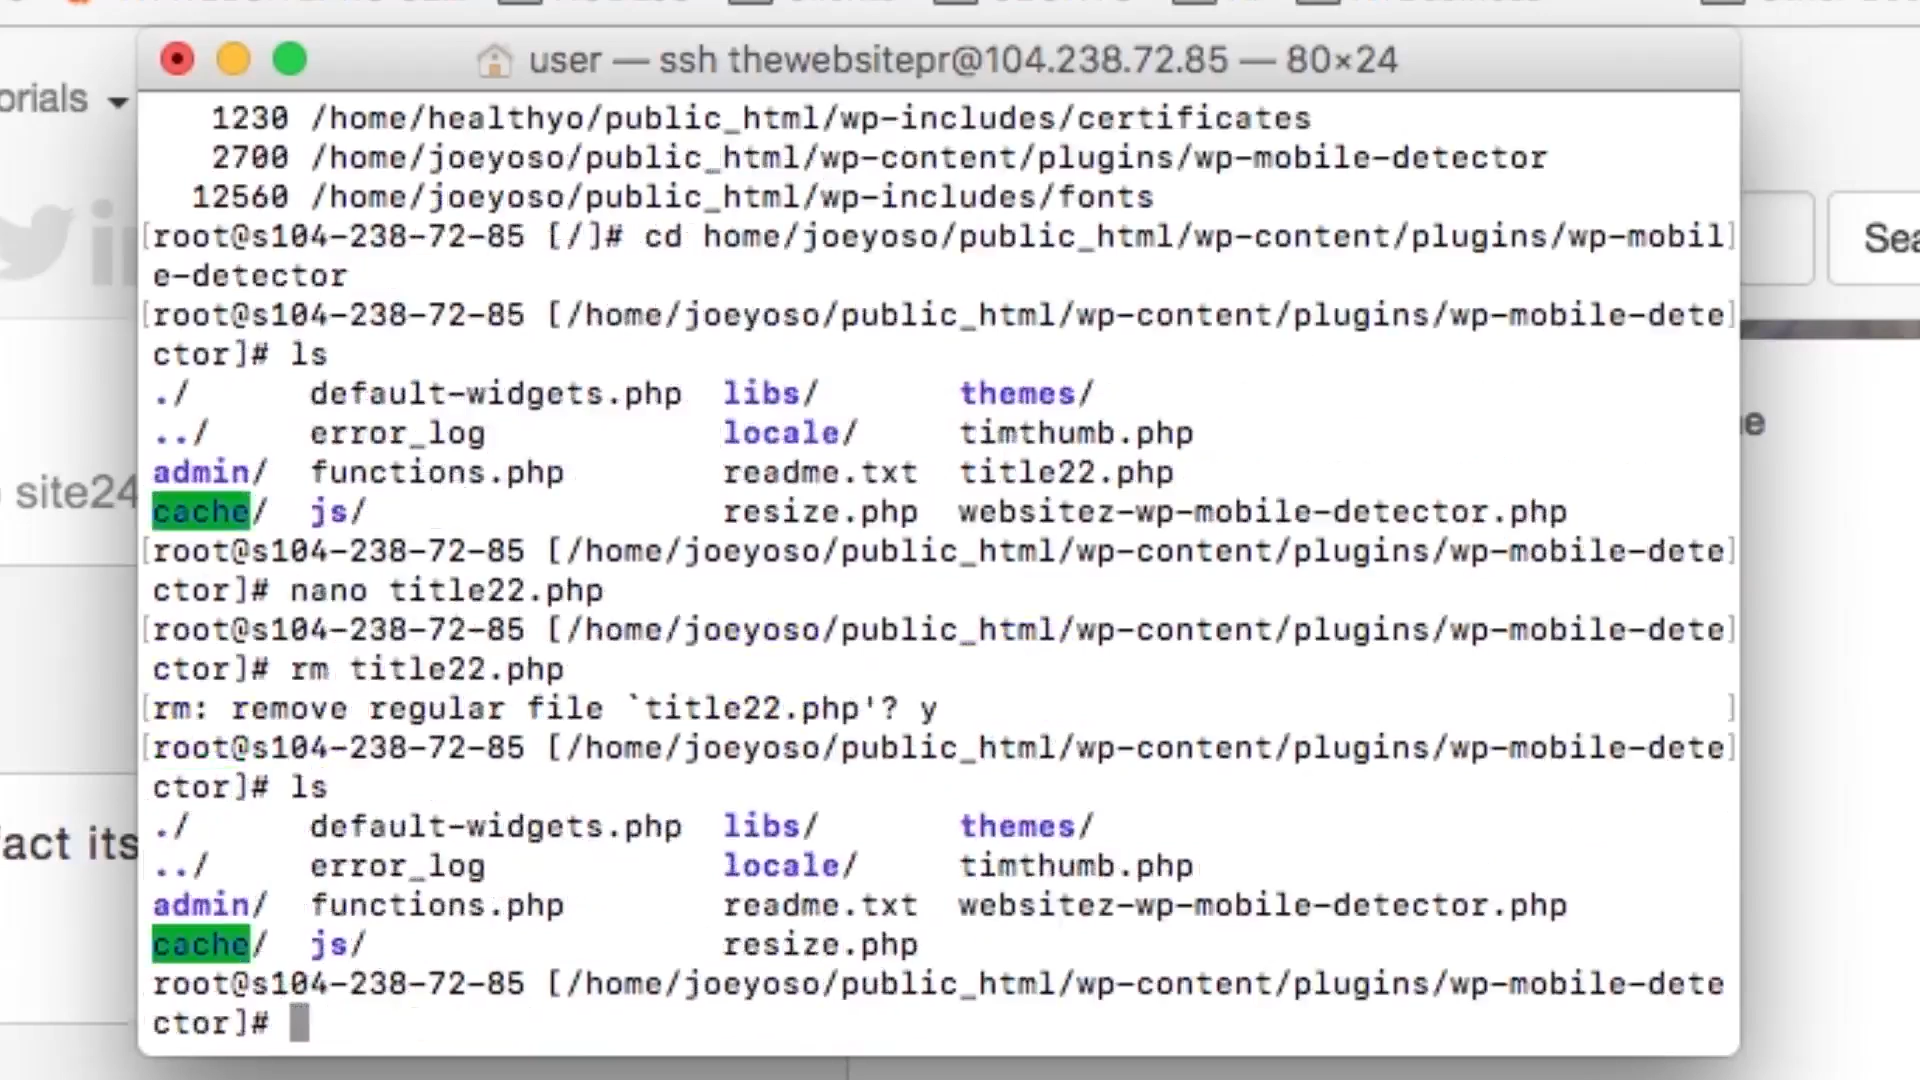 user — ssh thewebsitepr@104.238.72.85 — 80×24
orials
1230 /home/healthyo/public_html/wp-includes/certificates
2700 /home/joeyoso/public_html/wp-content/plugins/wp-mobile-detector
12560 /home/joeyoso/public_html/wp-includes/fonts
[root@s104-238-72-85 [/]# cd home/joeyoso/public_html/wp-content/plugins/wp-mobil]
e-detector
Sea
[root@s104-238-72-85 [/home/joeyoso/public_html/wp-content/plugins/wp-mobile-dete]
ctor]# ls
./ default-widgets.php libs/ themes/
../ error_log locale/ timthumb.php
admin/ functions.php readme.txt title22.php
cache/ js/ resize.php websitez-wp-mobile-detector.php
site24
[root@s104-238-72-85 [/home/joeyoso/public_html/wp-content/plugins/wp-mobile-dete]
ctor]# nano title22.php
[root@s104-238-72-85 [/home/joeyoso/public_html/wp-content/plugins/wp-mobile-dete]
ctor]# rm title22.php
[rm: remove regular file `title22.php'? y ]
[root@s104-238-72-85 [/home/joeyoso/public_html/wp-content/plugins/wp-mobile-dete]
ctor]# ls
./ default-widgets.php libs/ themes/
../ error_log locale/ timthumb.php
admin/ functions.php readme.txt websitez-wp-mobile-detector.php
cache/ js/ resize.php
fact its
root@s104-238-72-85 [/home/joeyoso/public_html/wp-content/plugins/wp-mobile-dete
ctor]#